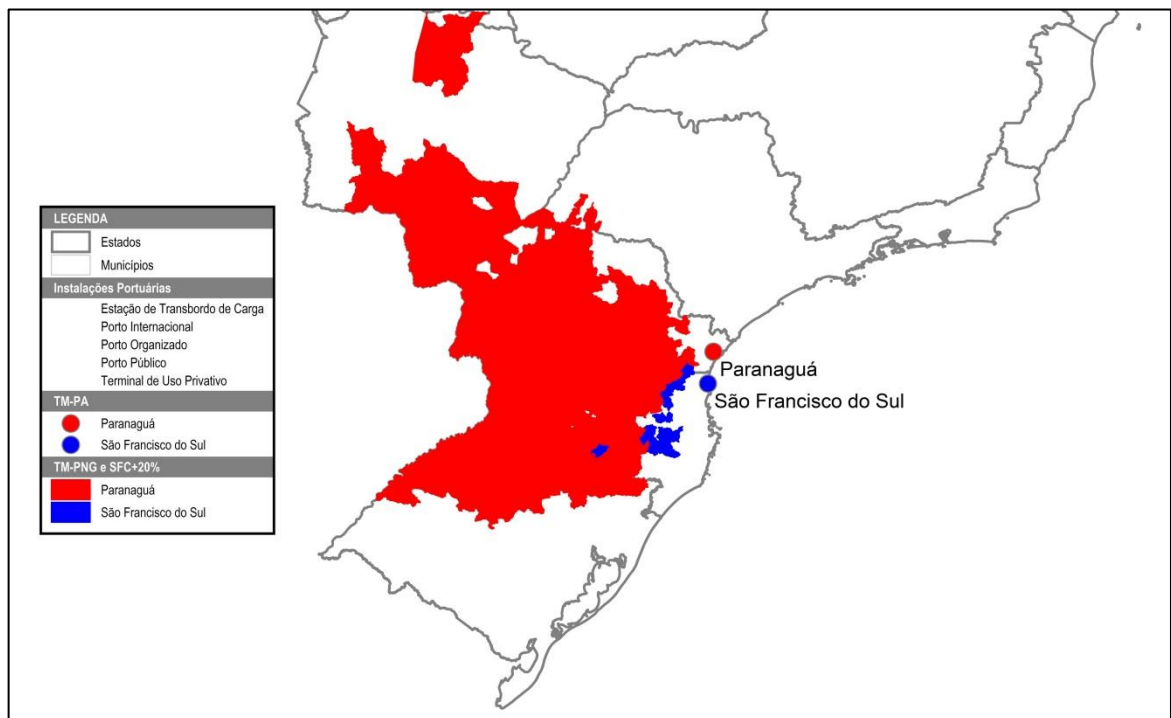 LEGENDA
Estados
Municípios
Instalações Portuárias
Estação de Transbordo de Carga
Porto Internacional
Porto Organizado
Porto Público
Terminal de Uso Privativo
TM-PA
Paranaguá
São Francisco do Sul
TM-PNG e SFC+20%
Paranaguá
São Francisco do Sul
Paranaguá
São Francisco do Sul